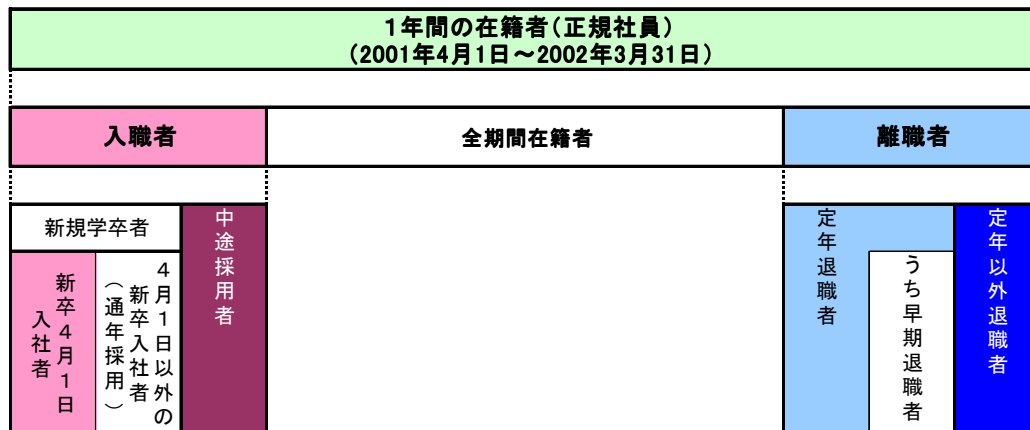 1年間の在籍者(正規社員)
(2001年4月1日～2002年3月31日)
入職者
全期間在籍者
離職者
新規学卒者
新卒4月1日
入社者
4月1日以外の
新卒入社者
(通年採用)
中途採用者
定年退職者
うち早期退職者
定年以外退職者